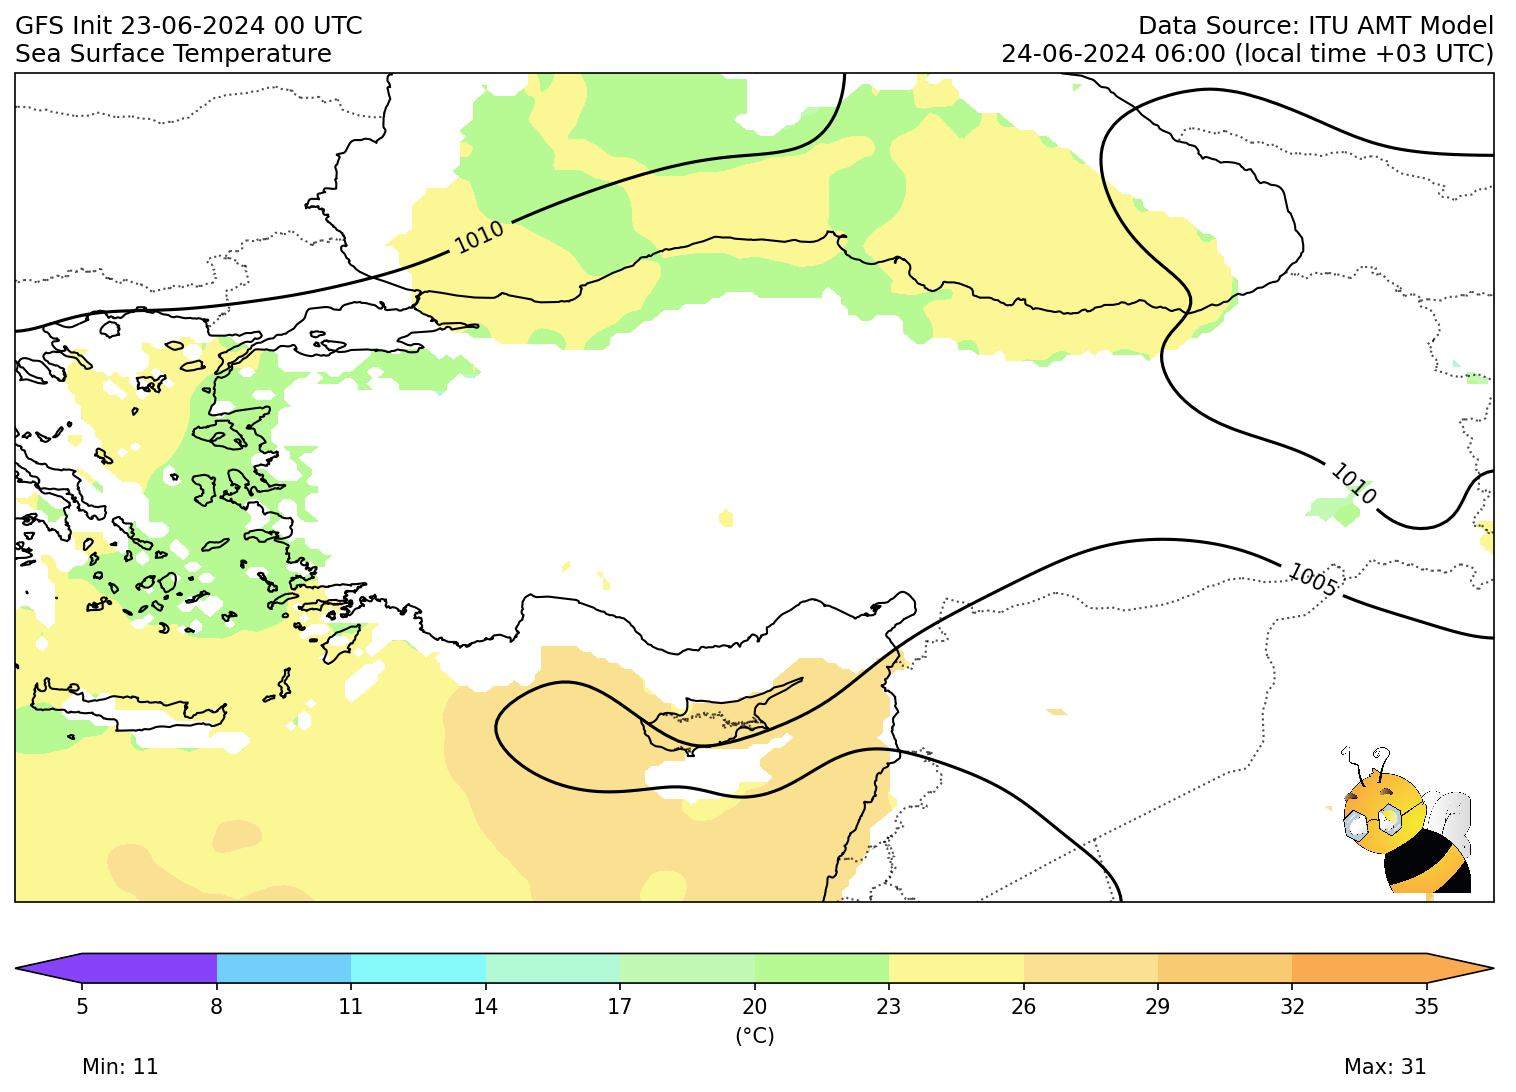 GFS Init 23-06-2024 00 UTC
Sea Surface Temperature
Data Source: ITU AMT Model
24-06-2024 06:00 (local time +03 UTC)
1010
1010
1005
5 8 11 14 17 20 23 26 29 32 35
(°C)
Min: 11
Max: 31